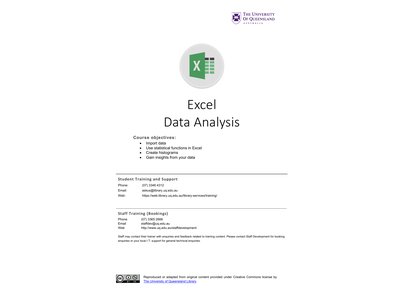 THE UNIVERSITY
OF QUEENSLAND
AUSTRALIA
X
Excel
Data Analysis
Course objectives:
• Import data
• Use statistical functions in Excel
• Create histograms
• Gain insights from your data
Student Training and Support
Phone: (07) 3346 4312
Email: askus@library.uq.edu.au
Web: https://web.library.uq.edu.au/library-services/training/
Staff Training (Bookings)
Phone (07) 3365 2666
Email staffdev@uq.edu.au
Web http://www.uq.edu.au/staffdevelopment
Staff may contact their trainer with enquiries and feedback related to training content. Please contact Staff Development for booking
enquiries or your local I.T. support for general technical enquiries.
Reproduced or adapted from original content provided under Creative Commons license by
The University of Queensland Library